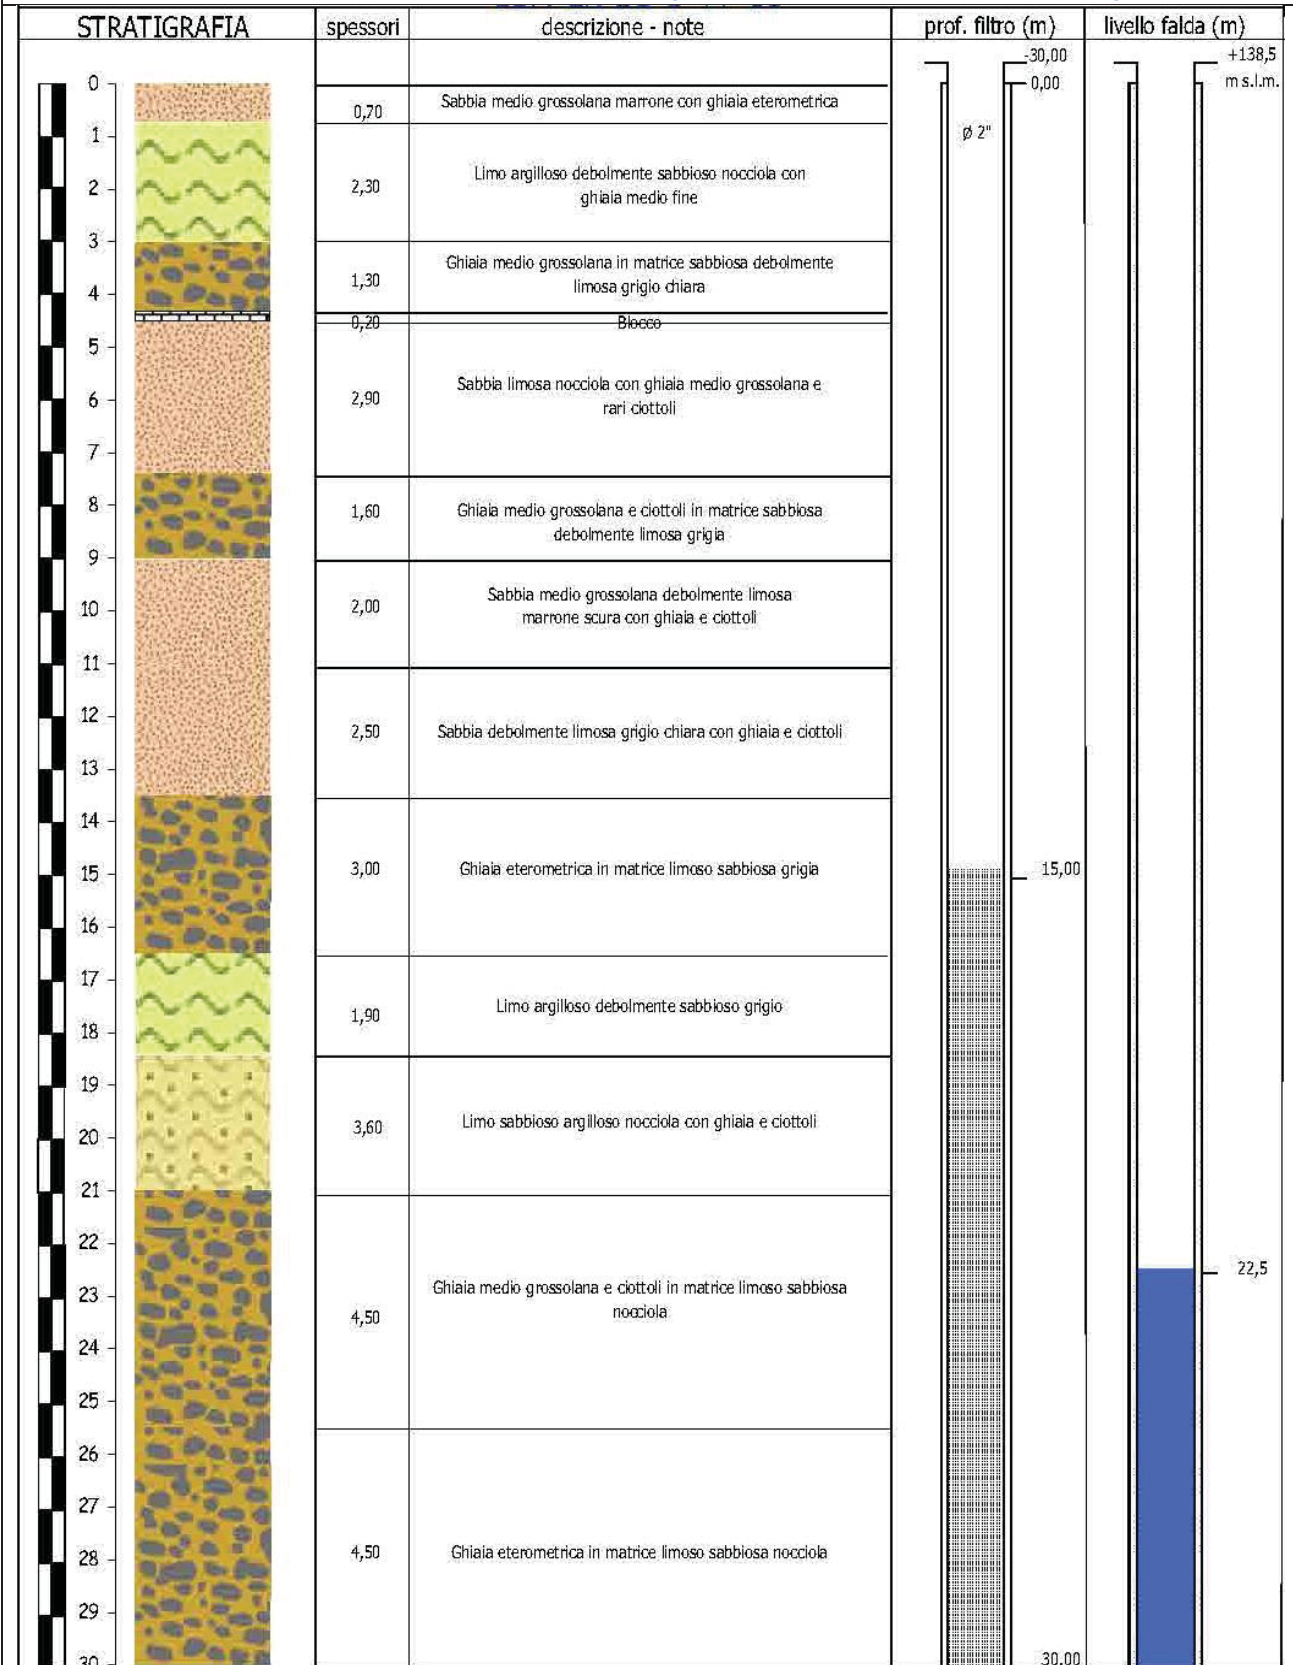 STRATIGRAFIA spessori descrizione - note prof. filtro (m) livello falda (m)
-30,00 +138,5
0 0,00 m s.l.m.
0,70 Sabbia medio grossolana marrone con ghiaia eterometrica
Ø 2"
1
2,30 Limo argilloso debolmente sabbioso nocciola con
ghiaia medio fine
2
3
1,30 Ghiaia medio grossolana in matrice sabbiosa debolmente
limosa grigio chiara
4
0,20 Blocco
5
2,90 Sabbia limosa nocciola con ghiaia medio grossolana e
rari ciottoli
6
7
8
1,60 Ghiaia medio grossolana e ciottoli in matrice sabbiosa
debolmente limosa grigia
9
2,00 Sabbia medio grossolana debolmente limosa
marrone scura con ghiaia e ciottoli
10
11
12
2,50 Sabbia debolmente limosa grigio chiara con ghiaia e ciottoli
13
14
3,00 Ghiaia eterometrica in matrice limoso sabbiosa grigia
15 15,00
16
17
1,90 Limo argilloso debolmente sabbioso grigio
18
19
3,60 Limo sabbioso argilloso nocciola con ghiaia e ciottoli
20
21
22
22,5
4,50 Ghiaia medio grossolana e ciottoli in matrice limoso sabbiosa
nocciola
23
24
25
26
27
4,50 Ghiaia eterometrica in matrice limoso sabbiosa nocciola
28
29
30 30,00